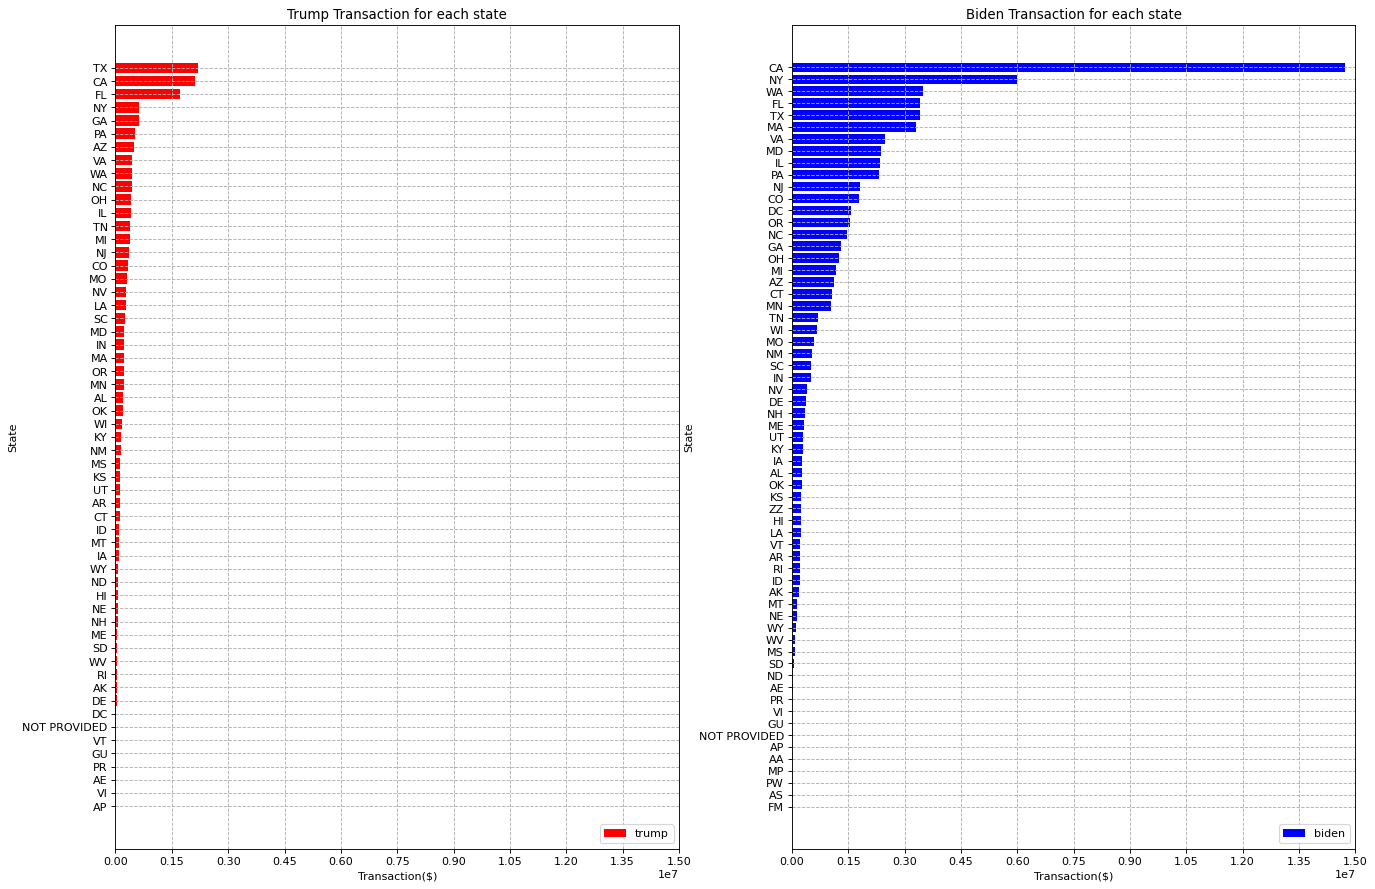 Trump Transaction for each state
TX
CA
FL
NY
GA
PA
AZ
VA
WA
NC
OH
IL
TN
MI
NJ
CO
MO
NV
LA
SC
MD
IN
MA
OR
MN
AL
OK
WI
KY
NM
MS
KS
UT
AR
CT
ID
MT
IA
WY
ND
HI
NE
NH
ME
SD
WV
RI
AK
DE
DC
NOT PROVIDED
VT
GU
PR
AE
VI
AP
State
trump
0.00 0.15 0.30 0.45 0.60 0.75 0.90 1.05 1.20 1.35 1.50
Transaction($)
1e7
Biden Transaction for each state
CA
NY
WA
FL
TX
MA
VA
MD
IL
PA
NJ
CO
DC
OR
NC
GA
OH
MI
AZ
CT
MN
TN
WI
MO
NM
SC
IN
NV
DE
NH
ME
UT
KY
IA
AL
OK
KS
ZZ
HI
LA
VT
AR
RI
ID
AK
MT
NE
WY
WV
MS
SD
ND
AE
PR
VI
GU
NOT PROVIDED
AP
AA
MP
PW
AS
FM
State
biden
0.00 0.15 0.30 0.45 0.60 0.75 0.90 1.05 1.20 1.35 1.50
Transaction($)
1e7